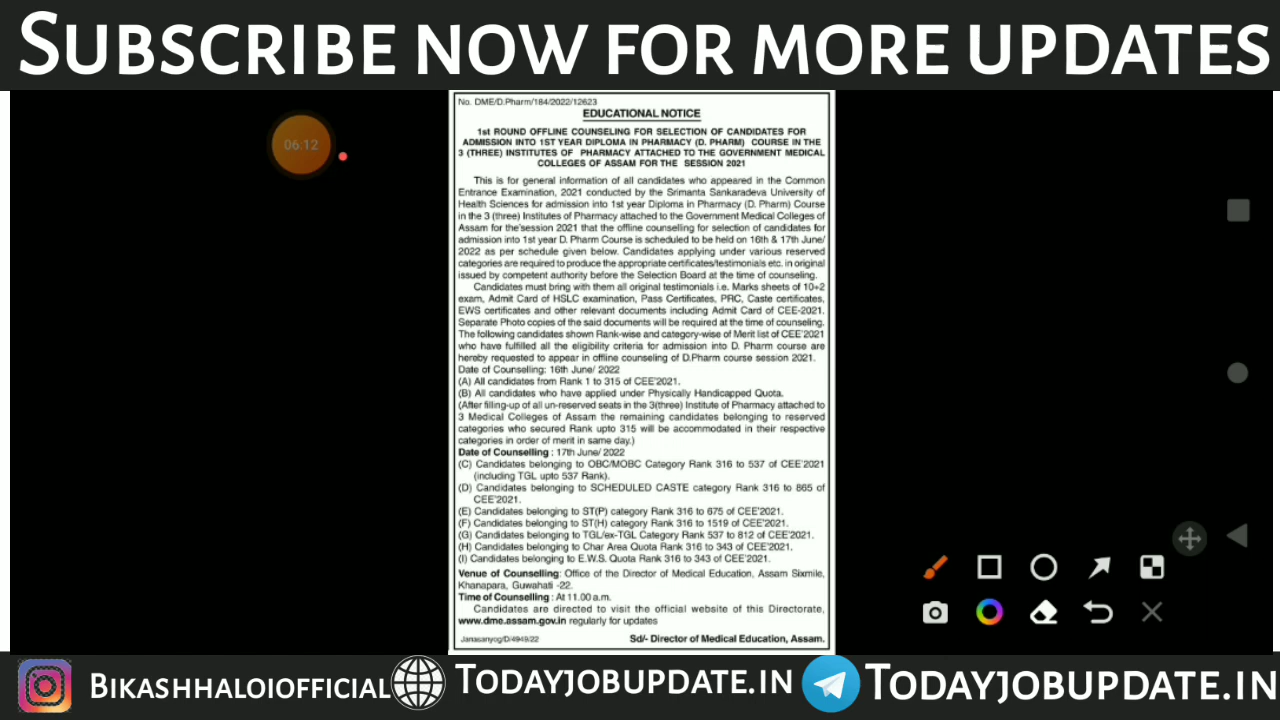 SUBSCRIBE NOW FOR MORE UPDATES
06:12
No. DME/D.Pharm/184/2022/12623
EDUCATIONAL NOTICE
1st ROUND OFFLINE COUNSELING FOR SELECTION OF CANDIDATES FOR
ADMISSION INTO 1ST YEAR DIPLOMA IN PHARMACY (D. PHARM) COURSE IN THE
3 (THREE) INSTITUTES OF PHARMACY ATTACHED TO THE GOVERNMENT MEDICAL
COLLEGES OF ASSAM FOR THE SESSION 2021
This is for general information of all candidates who appeared in the Common
Entrance Examination, 2021 conducted by the Srimanta Sankaradeva University of
Health Sciences for admission into 1st year Diploma in Pharmacy (D. Pharm) Course
in the 3 (three) Institutes of Pharmacy attached to the Government Medical Colleges of
Assam for the session 2021 that the offline counselling for selection of candidates for
admission into 1st year D. Pharm Course is scheduled to be held on 16th & 17th June/
2022 as per schedule given below. Candidates applying under various reserved
categories are required to produce the appropriate certificates/testimonials etc. in original
issued by competent authority before the Selection Board at the time of counseling.
Candidates must bring with them all original testimonials i.e. Marks sheets of 10+2
exam, Admit Card of HSLC examination, Pass Certificates, PRC, Caste certificates,
EWS certificates and other relevant documents including Admit Card of CEE-2021.
Separate Photo copies of the said documents will be required at the time of counseling.
The following candidates shown Rank-wise and category-wise of Merit list of CEE'2021
who have fulfilled all the eligibility criteria for admission into D. Pharm course are
hereby requested to appear in offline counseling of D.Pharm course session 2021.
Date of Counselling: 16th June/ 2022
(A) All candidates from Rank 1 to 315 of CEE'2021.
(B) All candidates who have applied under Physically Handicapped Quota.
(After filling-up of all un-reserved seats in the 3(three) Institute of Pharmacy attached to
3 Medical Colleges of Assam the remaining candidates belonging to reserved
categories who secured Rank upto 315 will be accommodated in their respective
categories in order of merit in same day.)
Date of Counselling : 17th June/ 2022
(C) Candidates belonging to OBC/MOBC Category Rank 316 to 537 of CEE'2021
(including TGL upto 537 Rank).
(D) Candidates belonging to SCHEDULED CASTE category Rank 316 to 865 of
CEE'2021.
(E) Candidates belonging to ST(P) category Rank 316 to 675 of CEE'2021.
(F) Candidates belonging to ST(H) category Rank 316 to 1519 of CEE'2021.
(G) Candidates belonging to TGL/ex-TGL Category Rank 537 to 812 of CEE'2021.
(H) Candidates belonging to Char Area Quota Rank 316 to 343 of CEE'2021.
(I) Candidates belonging to E.W.S. Quota Rank 316 to 343 of CEE'2021.
Venue of Counselling: Office of the Director of Medical Education, Assam Sixmile,
Khanapara, Guwahati -22.
Time of Counselling : At 11.00 a.m.
Candidates are directed to visit the official website of this Directorate,
www.dme.assam.gov.in regularly for updates
Janasanyog/D/4949/22 Sd/- Director of Medical Education, Assam.
BIKASHHALOIOFFICIAL TODAYJOBUPDATE.IN TODAYJOBUPDATE.IN